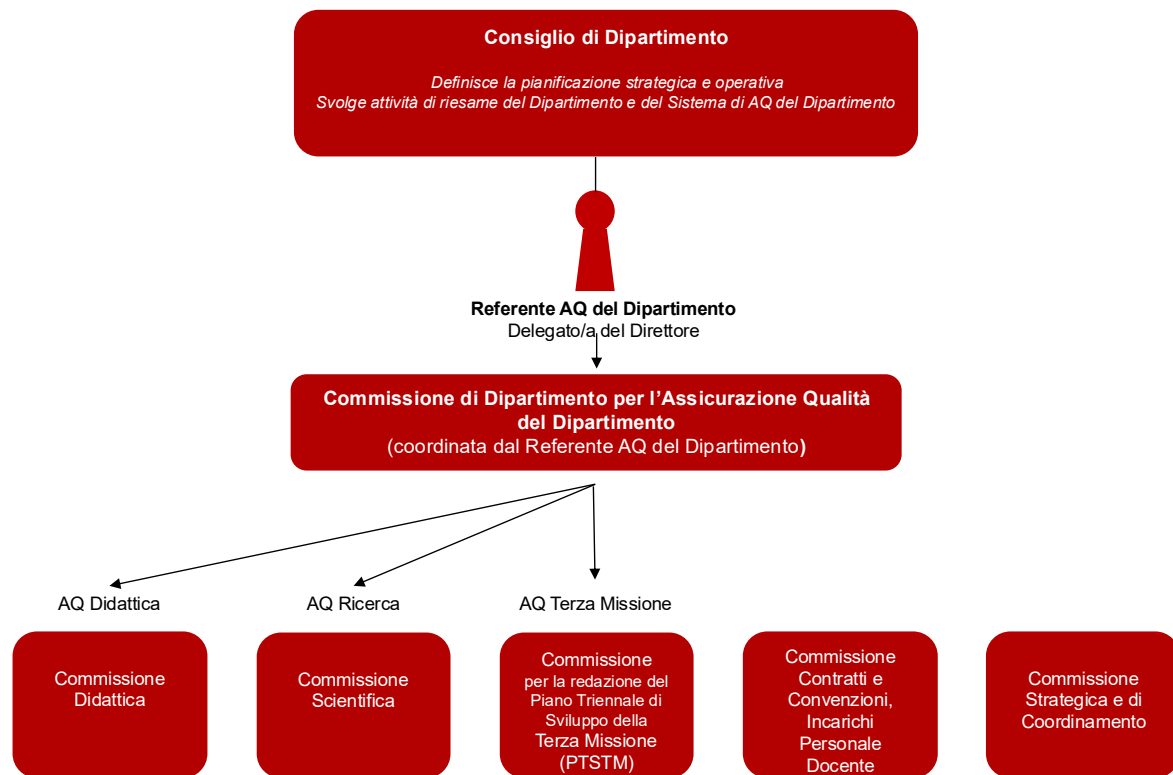 Consiglio di Dipartimento
Definisce la pianificazione strategica e operativa
Svolge attività di riesame del Dipartimento e del Sistema di AQ del Dipartimento
Referente AQ del Dipartimento
Delegato/a del Direttore
Commissione di Dipartimento per l’Assicurazione Qualità
del Dipartimento
(coordinata dal Referente AQ del Dipartimento)
AQ Didattica
AQ Ricerca
AQ Terza Missione
Commissione
Didattica
Commissione
Scientifica
Commissione
per la redazione del
Piano Triennale di
Sviluppo della
Terza Missione
(PTSTM)
Commissione
Contratti e
Convenzioni,
Incarichi
Personale
Docente
Commissione
Strategica e di
Coordinamento